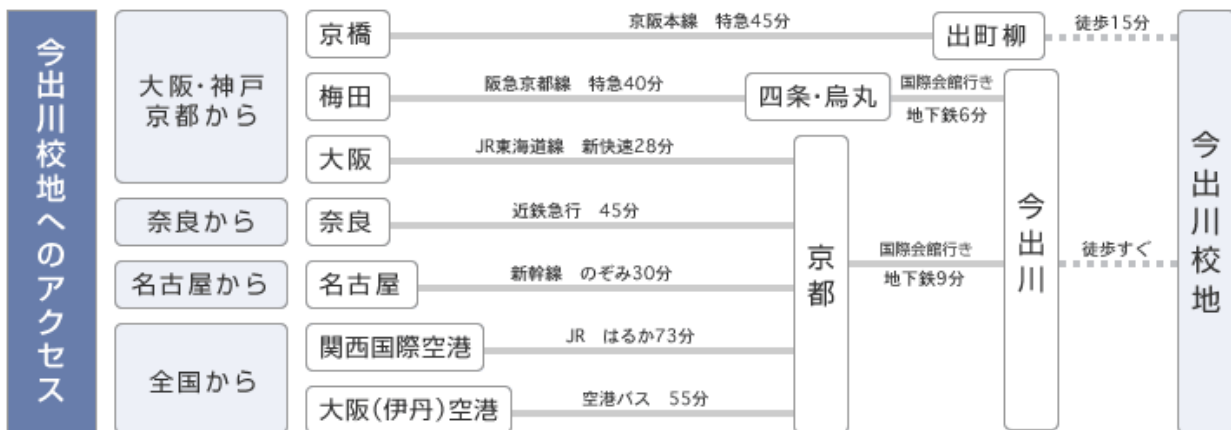 今出川校地へのアクセス
大阪・神戸
京都から
京橋
京阪本線 特急45分
出町柳
徒歩15分
梅田
阪急京都線 特急40分
四条・烏丸
国際会館行き
地下鉄6分
大阪
JR東海道線 新快速28分
奈良から
奈良
近鉄急行 45分
名古屋から
名古屋
新幹線 のぞみ30分
全国から
関西国際空港
JR はるか73分
大阪(伊丹)空港
空港バス 55分
京都
国際会館行き
地下鉄9分
今出川
徒歩すぐ
今出川校地